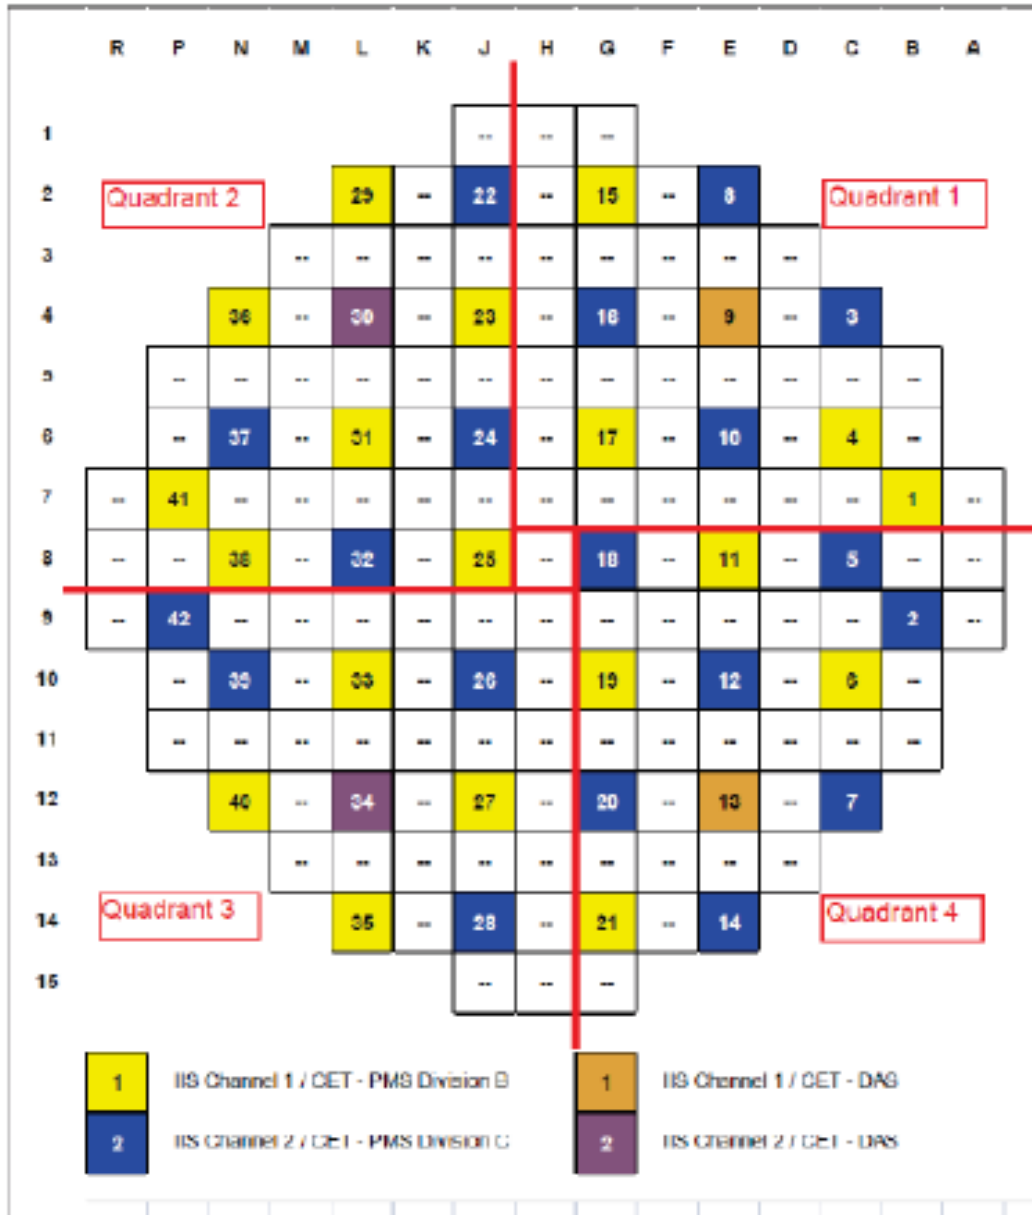 R P N M L K J H G F E D C B A
1 -- -- --
2 Quadrant 2 29 -- 22 -- 15 -- 8 Quadrant 1
3 -- -- -- -- -- -- -- -- --
4 36 -- 30 -- 23 -- 16 -- 9 -- 3
5 -- -- -- -- -- -- -- -- -- -- -- -- --
6 -- 37 -- 31 -- 24 -- 17 -- 10 -- 4 --
7 -- 41 -- -- -- -- -- -- -- -- -- -- -- 1 --
8 -- -- 38 -- 32 -- 25 -- 18 -- 11 -- 5 -- --
9 -- 42 -- -- -- -- -- -- -- -- -- -- -- 2 --
10 -- 39 -- 33 -- 26 -- 19 -- 12 -- 6 --
11 -- -- -- -- -- -- -- -- -- -- -- -- --
12 40 -- 34 -- 27 -- 20 -- 13 -- 7
13 -- -- -- -- -- -- -- -- --
14 Quadrant 3 35 -- 28 -- 21 -- 14 Quadrant 4
15 -- -- --
1 IIS Channel 1 / CET - PMS Division B 1 IIS Channel 1 / CET - DAS
2 IIS Channel 2 / CET - PMS Division C 2 IIS Channel 2 / CET - DAS